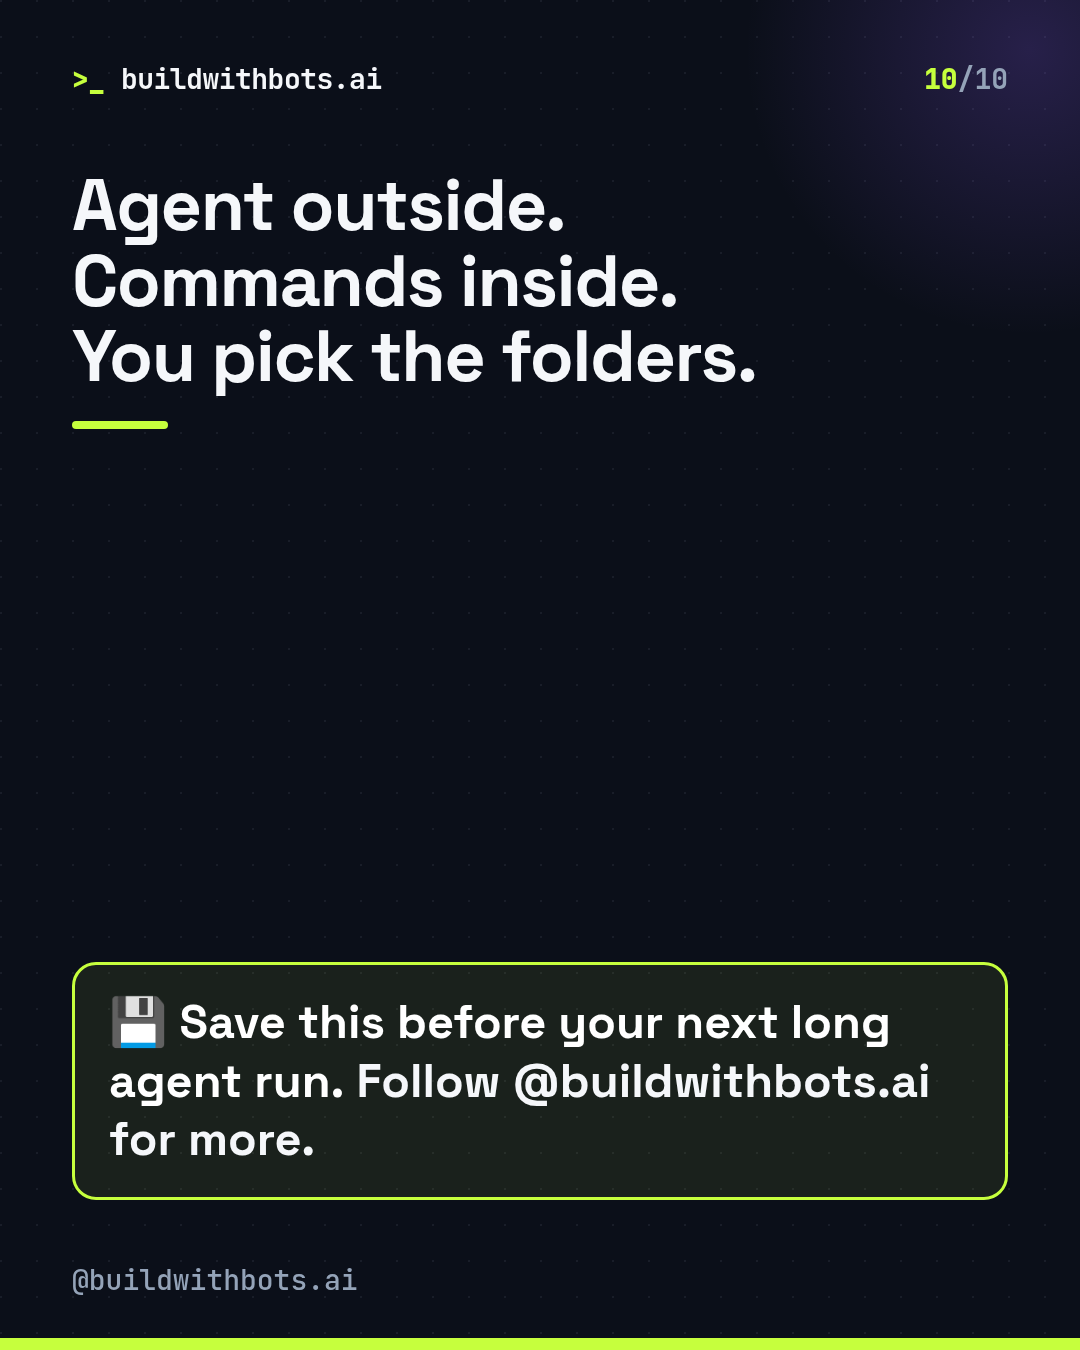 >_ buildwithbots.ai
10/10
Agent outside.
Commands inside.
You pick the folders.
💾 Save this before your next long
agent run. Follow @buildwithbots.ai
for more.
@buildwithbots.ai